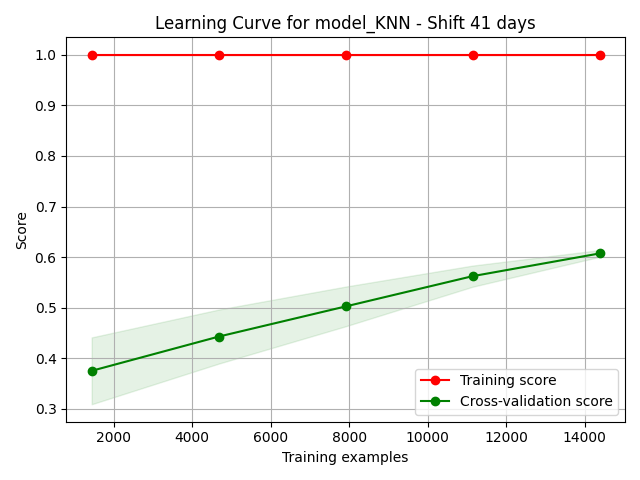 Learning Curve for model_KNN - Shift 41 days
Score
1.0
0.9
0.8
0.7
0.6
0.5
0.4
0.3
2000 4000 6000 8000 10000 12000 14000
Training examples
Training score
Cross-validation score